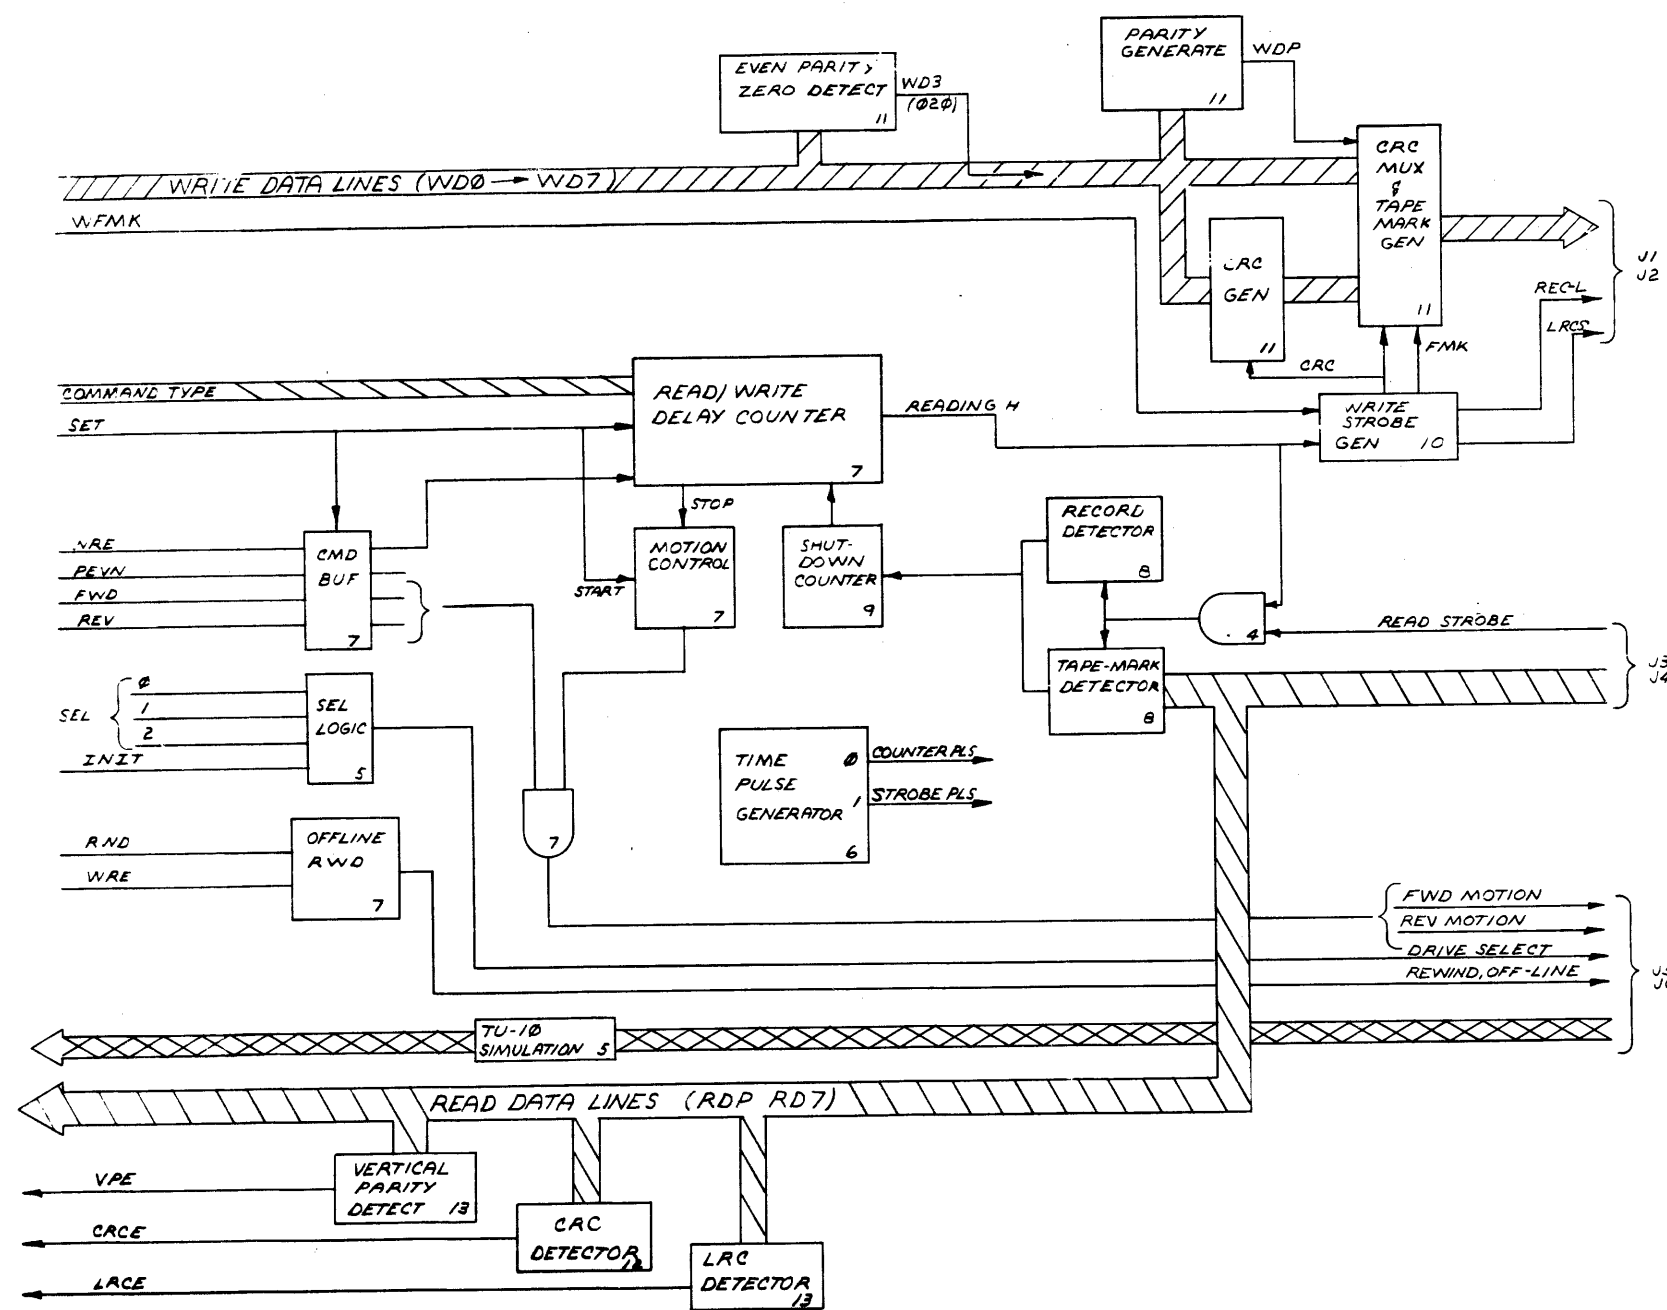 PARITY
GENERATE
11
WDP
EVEN PARITY,
ZERO DETECT
11
WD3
(Ø2Ø)
CRC
MUX
&
TAPE
MARK
GEN
11
WRITE DATA LINES (WDØ → WD7)
WFMK
CRC
GEN
11
J1
J2
REC-L
LRCS
FMK
CRC
COMMAND TYPE
SET
READ/WRITE
DELAY COUNTER
7
READING H
WRITE
STROBE
GEN 10
STOP
START
CMD
BUF
7
PEVN
FWD
REV
MOTION
CONTROL
7
SHUT-
DOWN
COUNTER
9
RECORD
DETECTOR
8
4
READ STROBE
TAPE-MARK
DETECTOR
8
J3
J4
SEL
Ø
1
2
INIT
SEL
LOGIC
5
TIME
PULSE
GENERATOR
6
Ø COUNTER PLS
1 STROBE PLS
7
RND
WRE
OFFLINE
RWD
7
FWD MOTION
REV MOTION
DRIVE SELECT
REWIND, OFF-LINE
TU-1Ø
SIMULATION 5
READ DATA LINES (RDP RD7)
VPE
VERTICAL
PARITY
DETECT 13
CRCE
CRC
DETECTOR
LRCE
LRC
DETECTOR
13